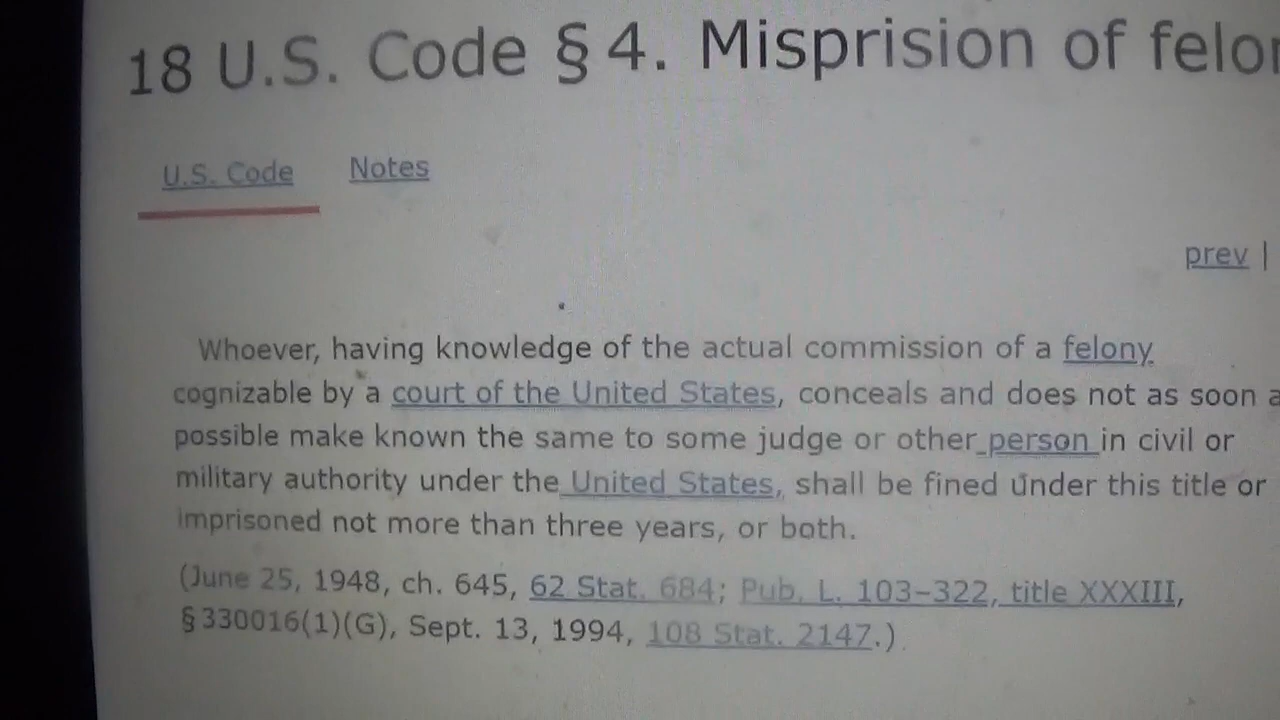 18 U.S. Code § 4. Misprision of felon
U.S. Code Notes
prev |
Whoever, having knowledge of the actual commission of a felony
cognizable by a court of the United States, conceals and does not as soon a
possible make known the same to some judge or other person in civil or
military authority under the United States, shall be fined under this title or
imprisoned not more than three years, or both.
(June 25, 1948, ch. 645, 62 Stat. 684; Pub. L. 103–322, title XXXIII,
§ 330016(1)(G), Sept. 13, 1994, 108 Stat. 2147.)